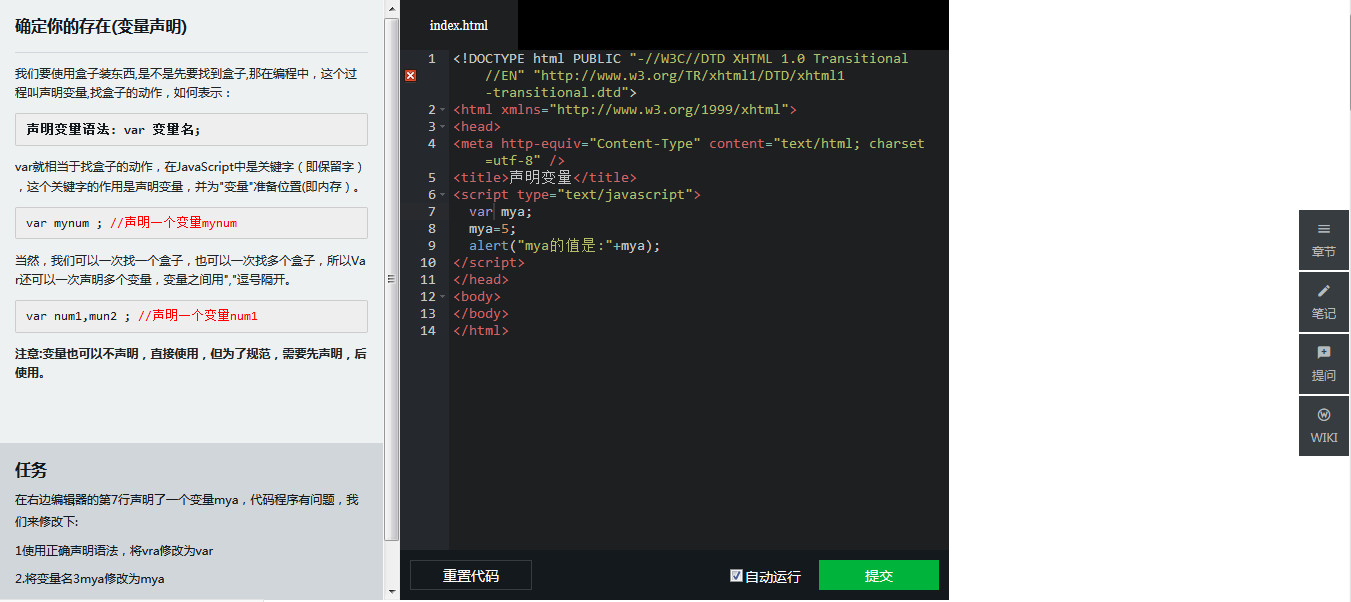 确定你的存在(变量声明)
我们要使用盒子装东西,是不是先要找到盒子,那在编程中，这个过
程叫声明变量,找盒子的动作，如何表示：
声明变量语法: var 变量名;
var就相当于找盒子的动作，在JavaScript中是关键字（即保留字）
，这个关键字的作用是声明变量，并为"变量"准备位置(即内存）。
var mynum ; //声明一个变量mynum
当然，我们可以一次找一个盒子，也可以一次找多个盒子，所以Va
r还可以一次声明多个变量，变量之间用","逗号隔开。
var num1,mun2 ; //声明一个变量num1
注意:变量也可以不声明，直接使用，但为了规范，需要先声明，后
使用。
任务
在右边编辑器的第7行声明了一个变量mya，代码程序有问题，我
们来修改下:
1使用正确声明语法，将vra修改为var
2.将变量名3mya修改为mya
index.html
1 <!DOCTYPE html PUBLIC "-//W3C//DTD XHTML 1.0 Transitional
//EN" "http://www.w3.org/TR/xhtml1/DTD/xhtml1
-transitional.dtd">
2 <html xmlns="http://www.w3.org/1999/xhtml">
3 <head>
4 <meta http-equiv="Content-Type" content="text/html; charset
=utf-8" />
5 <title>声明变量</title>
6 <script type="text/javascript">
7 var mya;
8 mya=5;
9 alert("mya的值是:"+mya);
10 </script>
11 </head>
12 <body>
13 </body>
14 </html>
重置代码
自动运行
提交
章节
笔记
提问
WIKI